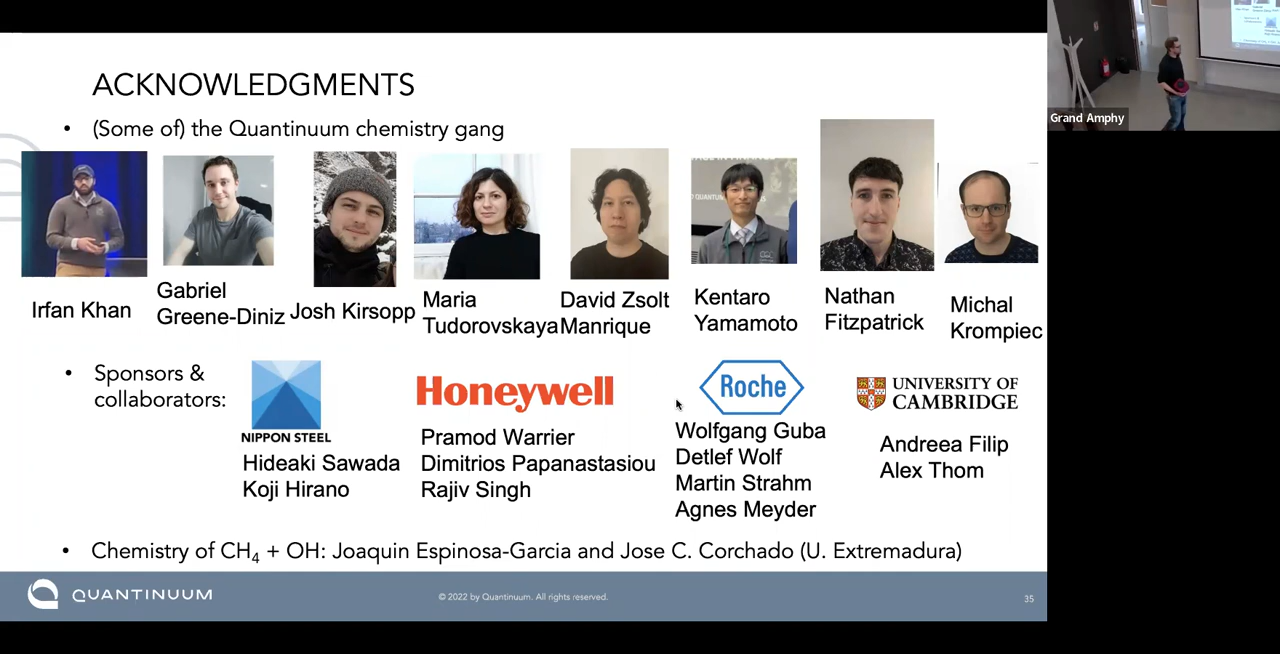 ACKNOWLEDGMENTS
• (Some of) the Quantinuum chemistry gang
Irfan Khan
Gabriel
Greene-Diniz
Josh Kirsopp
Maria
Tudorovskaya
David Zsolt
Manrique
Kentaro
Yamamoto
Nathan
Fitzpatrick
Michal
Krompiec
• Sponsors &
collaborators:
NIPPON STEEL
Hideaki Sawada
Koji Hirano
Honeywell
Pramod Warrier
Dimitrios Papanastasiou
Rajiv Singh
Roche
Wolfgang Guba
Detlef Wolf
Martin Strahm
Agnes Meyder
UNIVERSITY OF
CAMBRIDGE
Andreea Filip
Alex Thom
• Chemistry of CH₄ + OH: Joaquin Espinosa-Garcia and Jose C. Corchado (U. Extremadura)
QUANTINUUM
© 2022 by Quantinuum. All rights reserved.
35
Grand Amphy